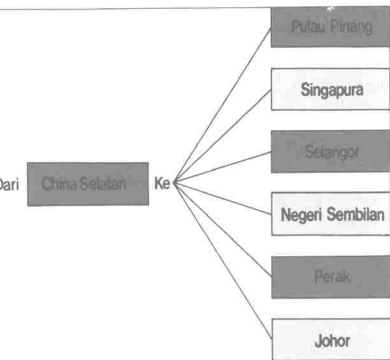 Pulau Pinang
Singapura
Selangor
Dari China Selatan Ke
Negeri Sembilan
Perak
Johor